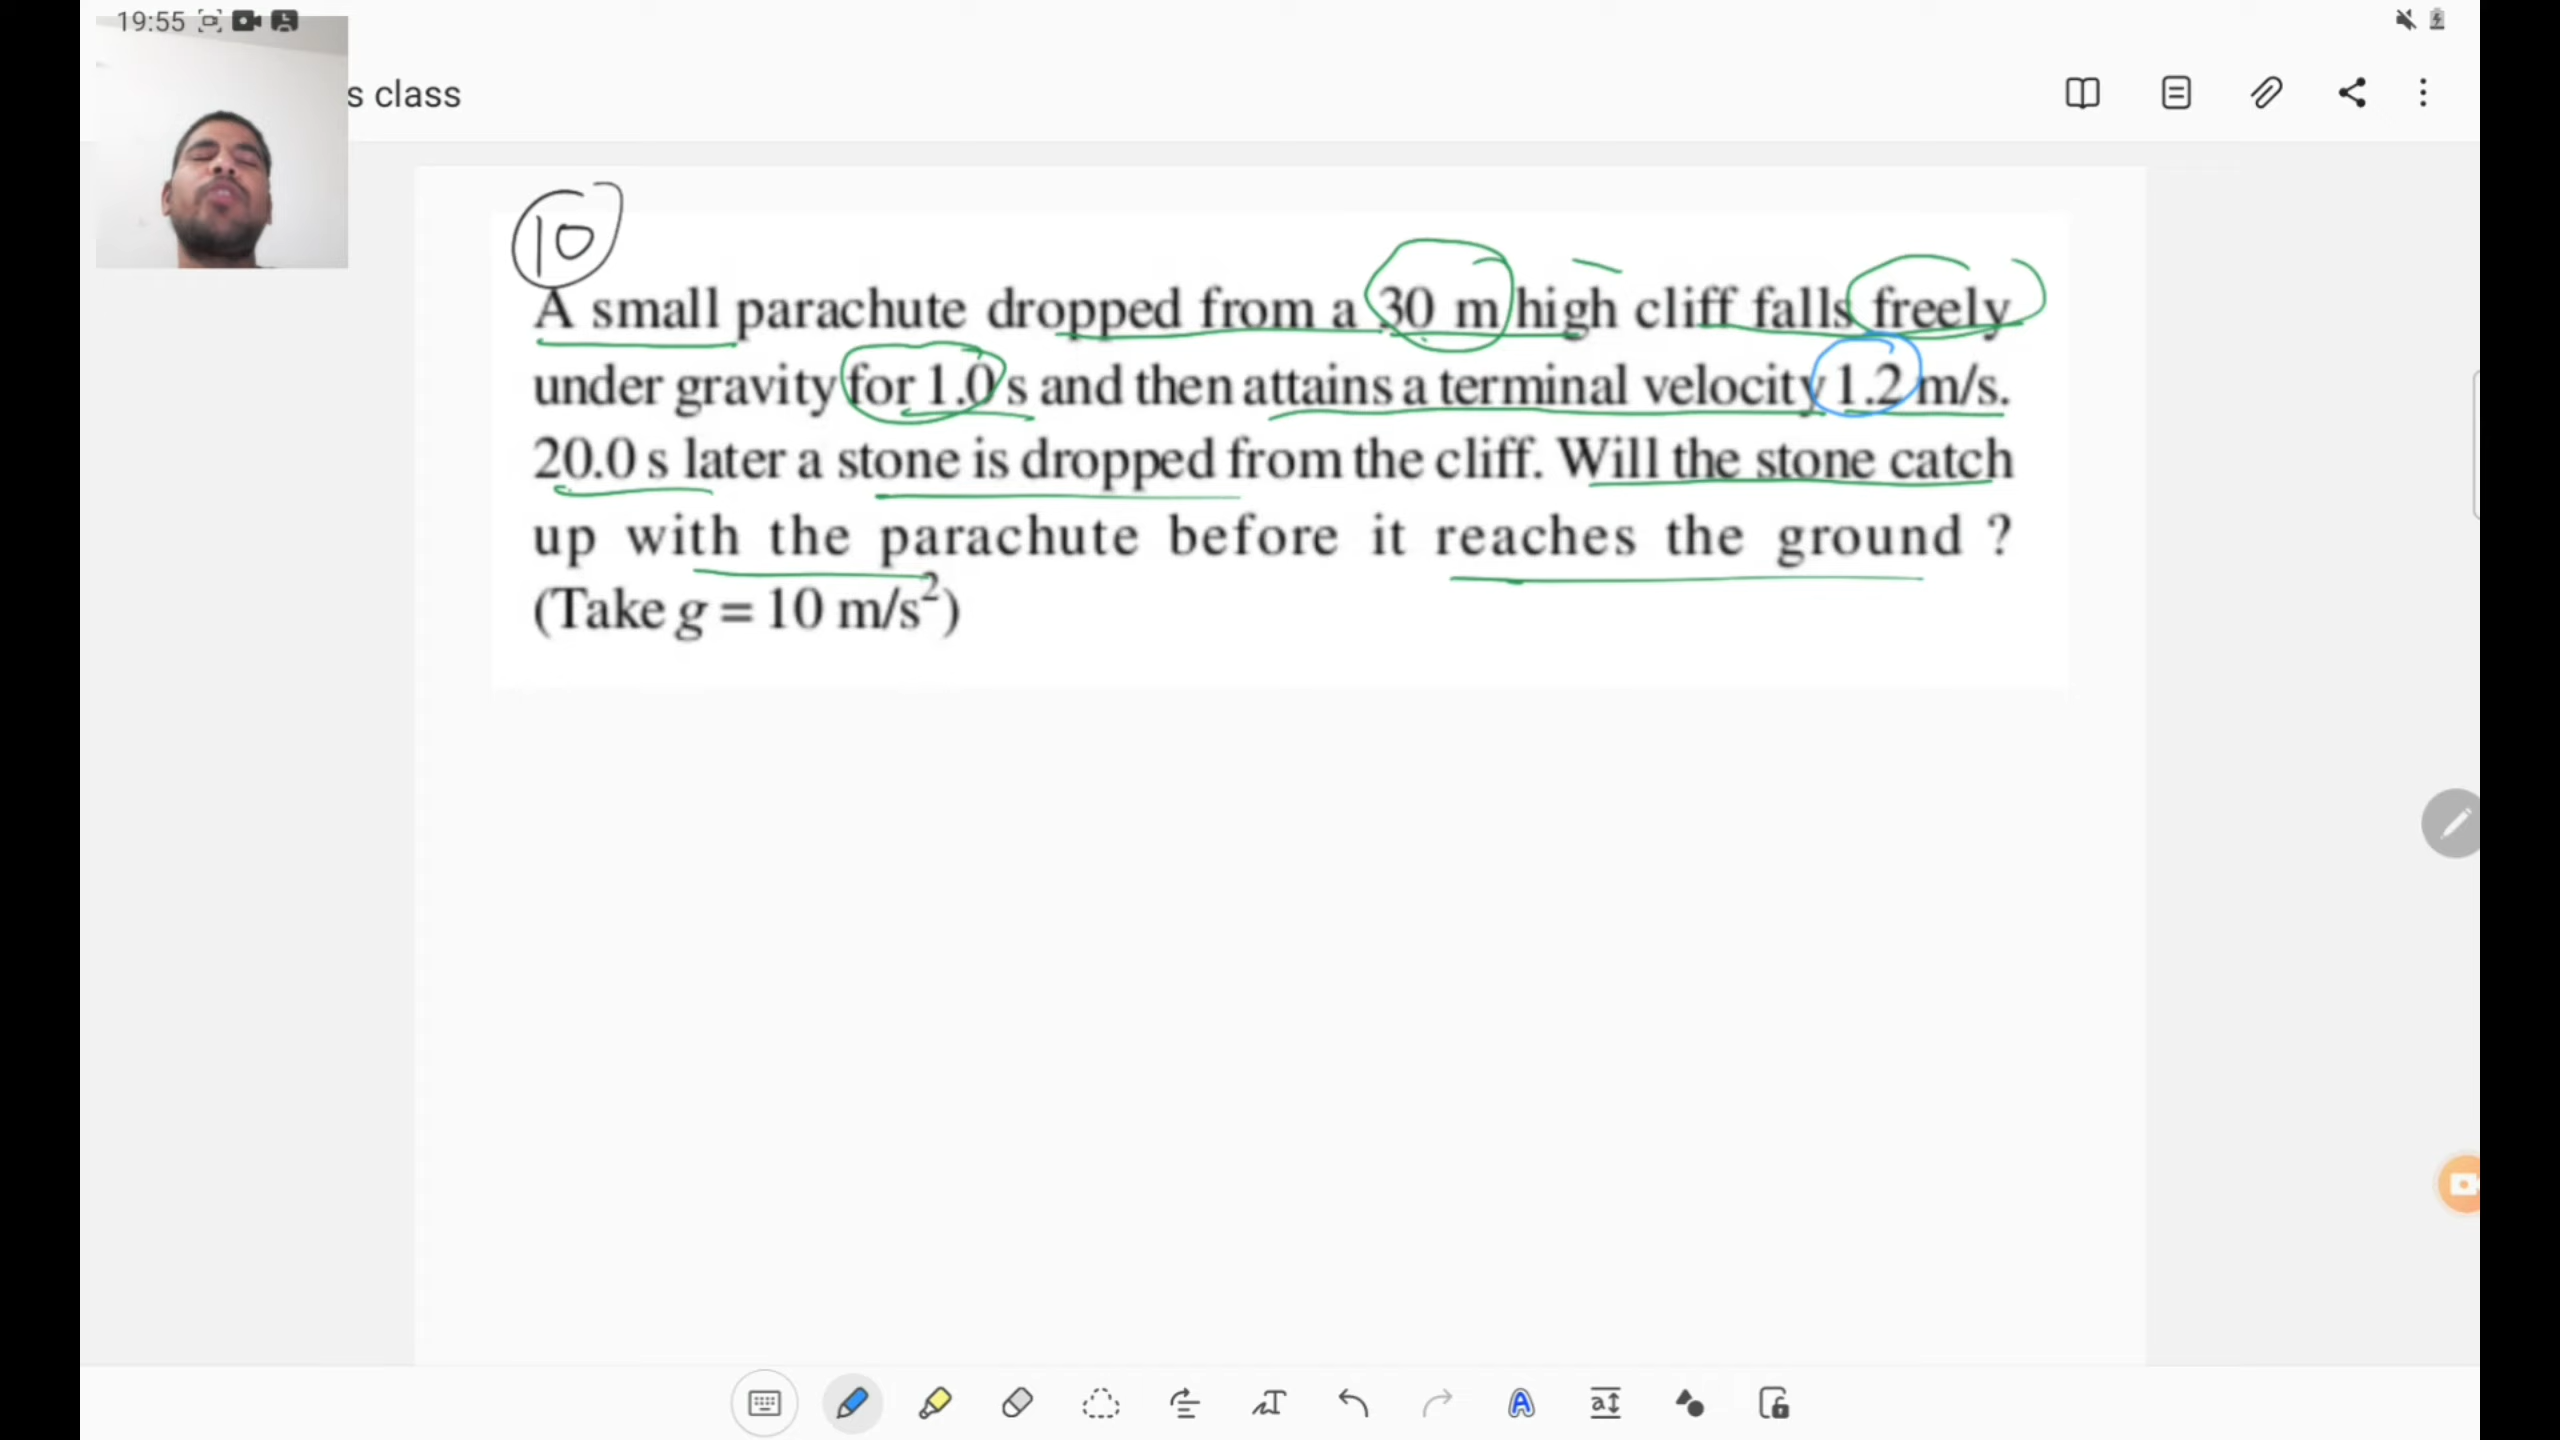 19:55
s class
10
A small parachute dropped from a 30 m high cliff falls freely
under gravity for 1.0 s and then attains a terminal velocity 1.2 m/s.
20.0 s later a stone is dropped from the cliff. Will the stone catch
up with the parachute before it reaches the ground ?
(Take g = 10 m/s²)